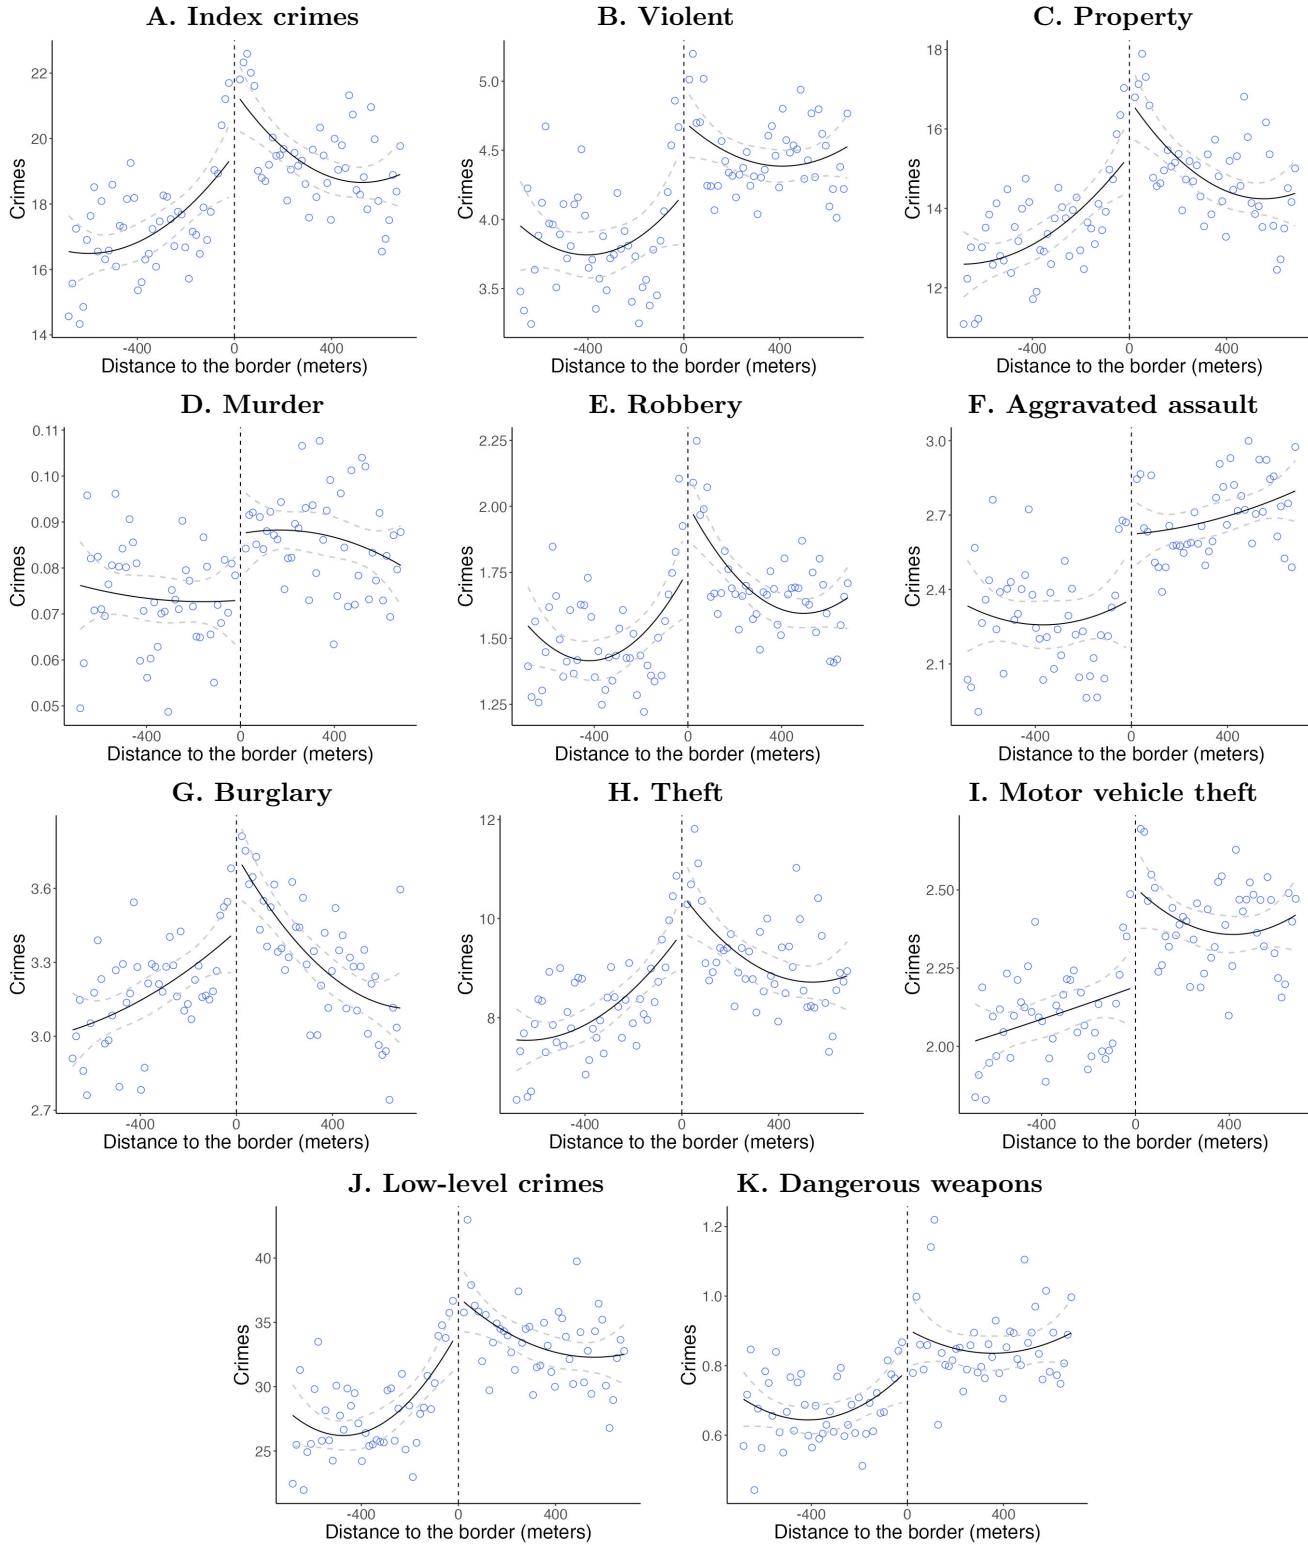 A. Index crimes
B. Violent
C. Property
Crimes
22
20
18
16
14
-400 0 400
Distance to the border (meters)
Crimes
5.0
4.5
4.0
3.5
-400 0 400
Distance to the border (meters)
Crimes
18
16
14
12
-400 0 400
Distance to the border (meters)
D. Murder
E. Robbery
F. Aggravated assault
Crimes
0.11
0.10
0.09
0.08
0.07
0.06
0.05
-400 0 400
Distance to the border (meters)
Crimes
2.25
2.00
1.75
1.50
1.25
-400 0 400
Distance to the border (meters)
Crimes
3.0
2.7
2.4
2.1
-400 0 400
Distance to the border (meters)
G. Burglary
H. Theft
I. Motor vehicle theft
Crimes
3.6
3.3
3.0
2.7
-400 0 400
Distance to the border (meters)
Crimes
12
10
8
-400 0 400
Distance to the border (meters)
Crimes
2.50
2.25
2.00
-400 0 400
Distance to the border (meters)
J. Low-level crimes
K. Dangerous weapons
Crimes
40
35
30
25
-400 0 400
Distance to the border (meters)
Crimes
1.2
1.0
0.8
0.6
-400 0 400
Distance to the border (meters)